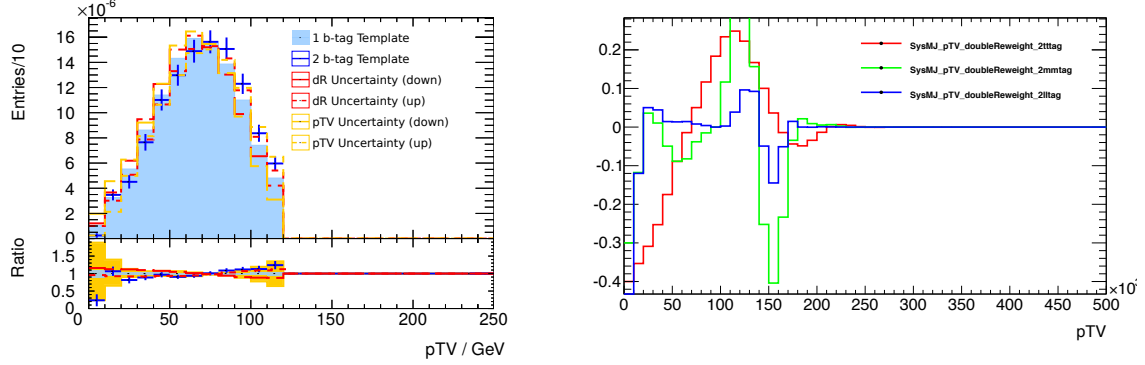 ×10⁻⁶
Entries/10
16
14
12
10
8
6
4
2
0
1 b-tag Template
2 b-tag Template
dR Uncertainty (down)
dR Uncertainty (up)
pTV Uncertainty (down)
pTV Uncertainty (up)
Ratio
1.5
1
0.5
0 50 100 150 200 250
pTV / GeV
0.2
0.1
0
-0.1
-0.2
-0.3
-0.4
SysMJ_pTV_doubleReweight_2tttag
SysMJ_pTV_doubleReweight_2mmtag
SysMJ_pTV_doubleReweight_2lltag
0 50 100 150 200 250 300 350 400 450 500
pTV